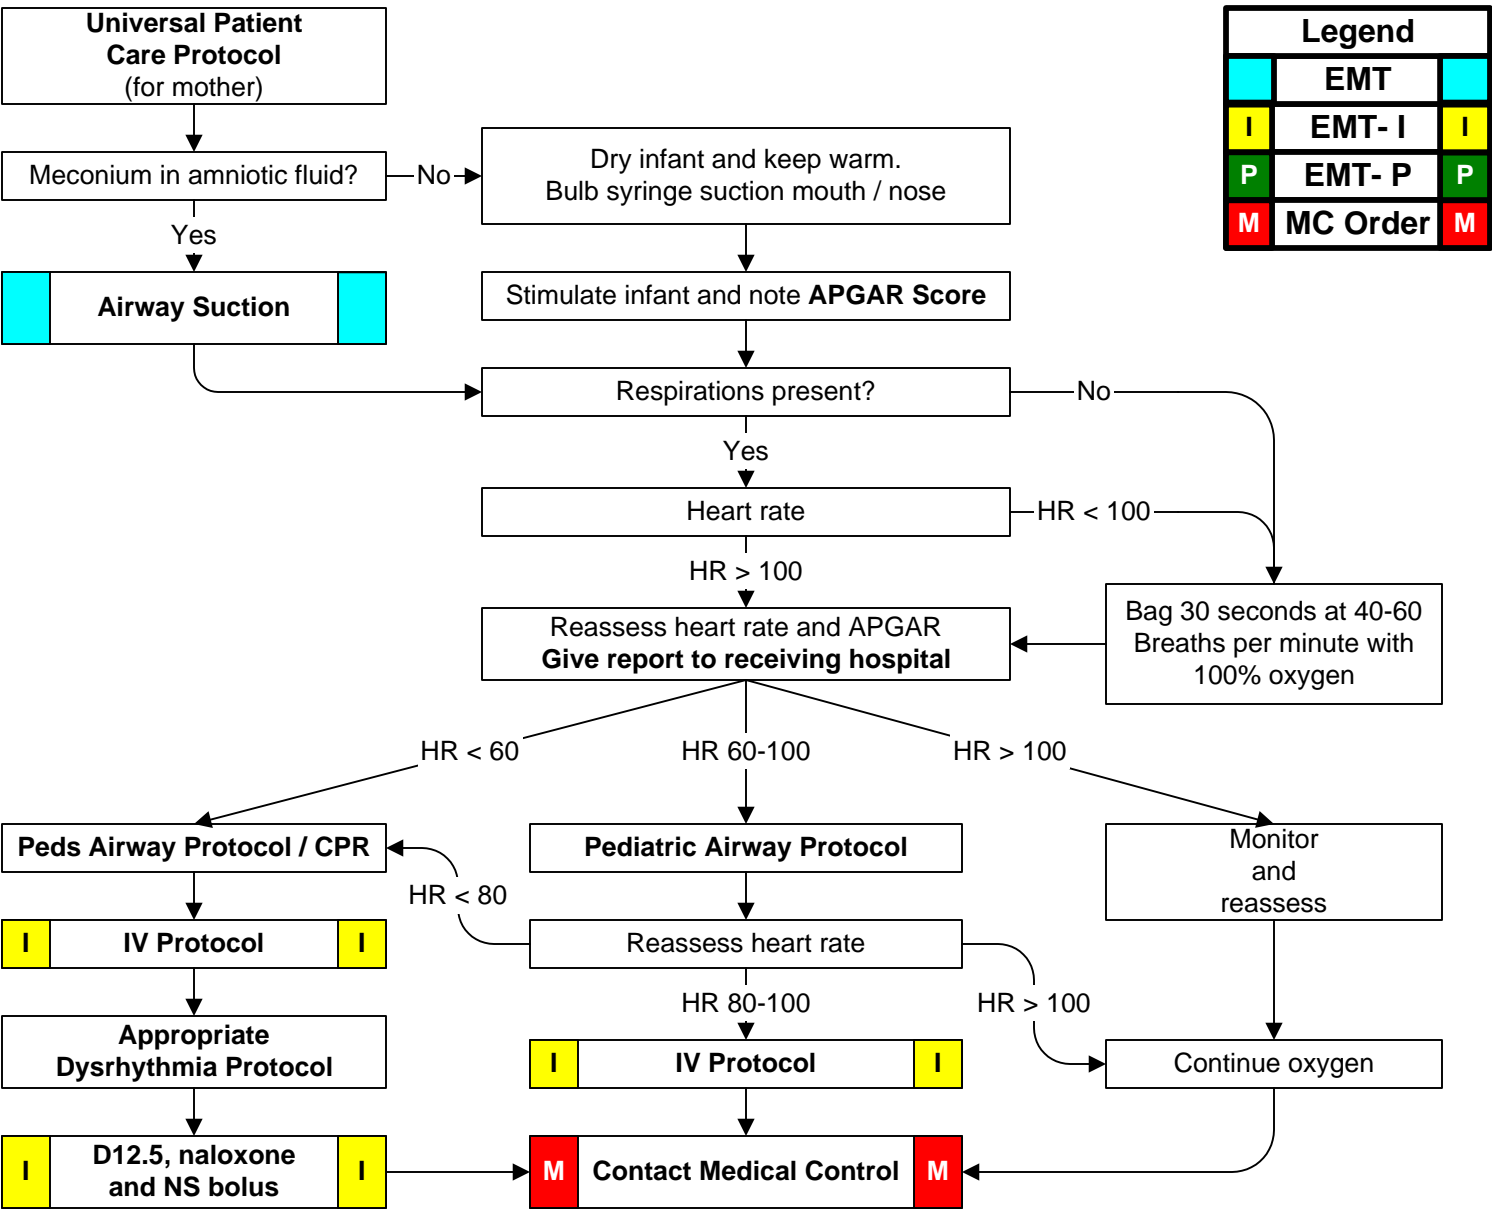 Universal Patient
Care Protocol
(for mother)
Legend
EMT
I EMT- I I
P EMT- P P
M MC Order M
Meconium in amniotic fluid?
No
Dry infant and keep warm.
Bulb syringe suction mouth / nose
Yes
Airway Suction
Stimulate infant and note APGAR Score
Respirations present?
No
Yes
Heart rate
HR < 100
HR > 100
Reassess heart rate and APGAR
Give report to receiving hospital
Bag 30 seconds at 40-60
Breaths per minute with
100% oxygen
HR < 60
HR 60-100
HR > 100
Peds Airway Protocol / CPR
Pediatric Airway Protocol
Monitor
and
reassess
HR < 80
I IV Protocol I
Reassess heart rate
HR 80-100
HR > 100
Appropriate
Dysrhythmia Protocol
I IV Protocol I
Continue oxygen
I D12.5, naloxone I
and NS bolus
M Contact Medical Control M